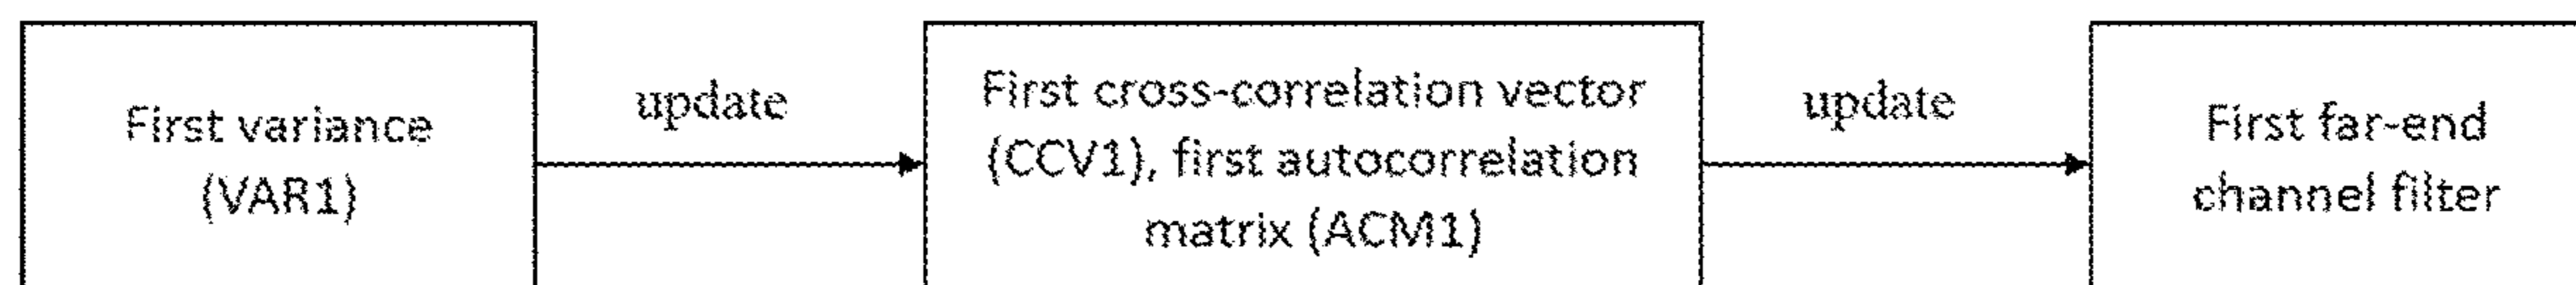 First variance
(VAR1)
update
First cross-correlation vector
(CCV1), first autocorrelation
matrix (ACM1)
update
First far-end
channel filter